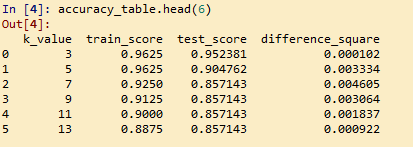 In [4]: accuracy_table.head(6)
Out[4]:
k_value train_score test_score difference_square
0 3 0.9625 0.952381 0.000102
1 5 0.9625 0.904762 0.003334
2 7 0.9250 0.857143 0.004605
3 9 0.9125 0.857143 0.003064
4 11 0.9000 0.857143 0.001837
5 13 0.8875 0.857143 0.000922